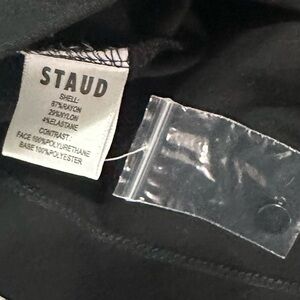 STAUD
SHELL:
67%RAYON
29%NYLON
4%ELASTANE
CONTRAST:
FACE 100%POLYURETHANE
BASE 100%POLYESTER